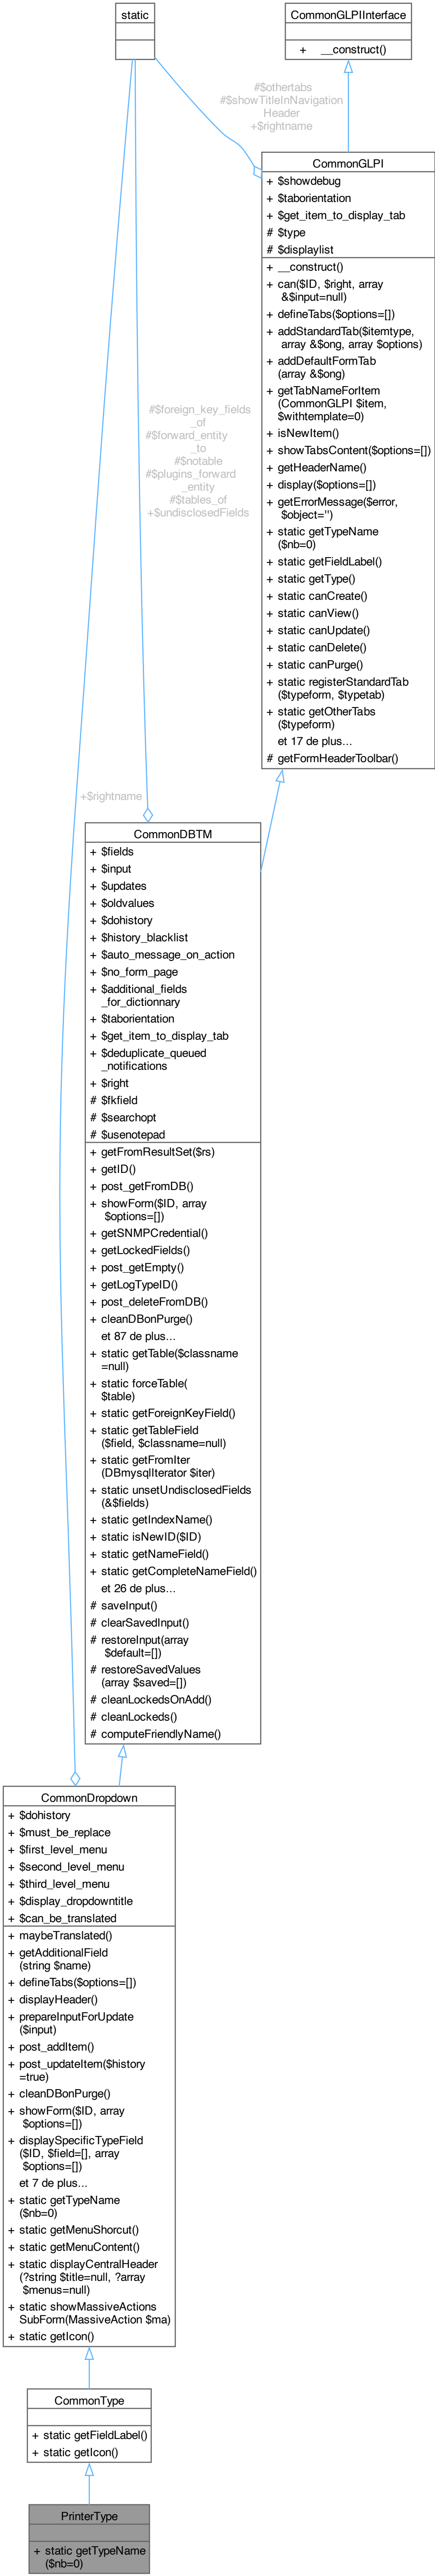 static
CommonGLPIInterface
+ __construct()
#$othertabs
#$showTitleInNavigation
Header
+$rightname
CommonGLPI
+ $showdebug
+ $taborientation
+ $get_item_to_display_tab
# $type
# $displaylist
+ __construct()
+ can($ID, $right, array
&$input=null)
+ defineTabs($options=[])
+ addStandardTab($itemtype,
array &$ong, array $options)
+ addDefaultFormTab
(array &$ong)
+ getTabNameForItem
(CommonGLPI $item,
$withtemplate=0)
+ isNewItem()
+ showTabsContent($options=[])
+ getHeaderName()
+ display($options=[])
+ getErrorMessage($error,
$object='')
+ static getTypeName
($nb=0)
+ static getFieldLabel()
+ static getType()
+ static canCreate()
+ static canView()
+ static canUpdate()
+ static canDelete()
+ static canPurge()
+ static registerStandardTab
($typeform, $typetab)
+ static getOtherTabs
($typeform)
et 17 de plus...
# getFormHeaderToolbar()
#$foreign_key_fields
_of
#$forward_entity
_to
#$notable
#$plugins_forward
_entity
#$tables_of
+$undisclosedFields
+$rightname
CommonDBTM
+ $fields
+ $input
+ $updates
+ $oldvalues
+ $dohistory
+ $history_blacklist
+ $auto_message_on_action
+ $no_form_page
+ $additional_fields
_for_dictionnary
+ $taborientation
+ $get_item_to_display_tab
+ $deduplicate_queued
_notifications
+ $right
# $fkfield
# $searchopt
# $usenotepad
+ getFromResultSet($rs)
+ getID()
+ post_getFromDB()
+ showForm($ID, array
$options=[])
+ getSNMPCredential()
+ getLockedFields()
+ post_getEmpty()
+ getLogTypeID()
+ post_deleteFromDB()
+ cleanDBonPurge()
et 87 de plus...
+ static getTable($classname
=null)
+ static forceTable(
$table)
+ static getForeignKeyField()
+ static getTableField
($field, $classname=null)
+ static getFromIter
(DBmysqlIterator $iter)
+ static unsetUndisclosedFields
(&$fields)
+ static getIndexName()
+ static isNewID($ID)
+ static getNameField()
+ static getCompleteNameField()
et 26 de plus...
# saveInput()
# clearSavedInput()
# restoreInput(array
$default=[])
# restoreSavedValues
(array $saved=[])
# cleanLockedsOnAdd()
# cleanLockeds()
# computeFriendlyName()
CommonDropdown
+ $dohistory
+ $must_be_replace
+ $first_level_menu
+ $second_level_menu
+ $third_level_menu
+ $display_dropdowntitle
+ $can_be_translated
+ maybeTranslated()
+ getAdditionalField
(string $name)
+ defineTabs($options=[])
+ displayHeader()
+ prepareInputForUpdate
($input)
+ post_addItem()
+ post_updateItem($history
=true)
+ cleanDBonPurge()
+ showForm($ID, array
$options=[])
+ displaySpecificTypeField
($ID, $field=[], array
$options=[])
et 7 de plus...
+ static getTypeName
($nb=0)
+ static getMenuShorcut()
+ static getMenuContent()
+ static displayCentralHeader
(?string $title=null, ?array
$menus=null)
+ static showMassiveActions
SubForm(MassiveAction $ma)
+ static getIcon()
CommonType
+ static getFieldLabel()
+ static getIcon()
PrinterType
+ static getTypeName
($nb=0)